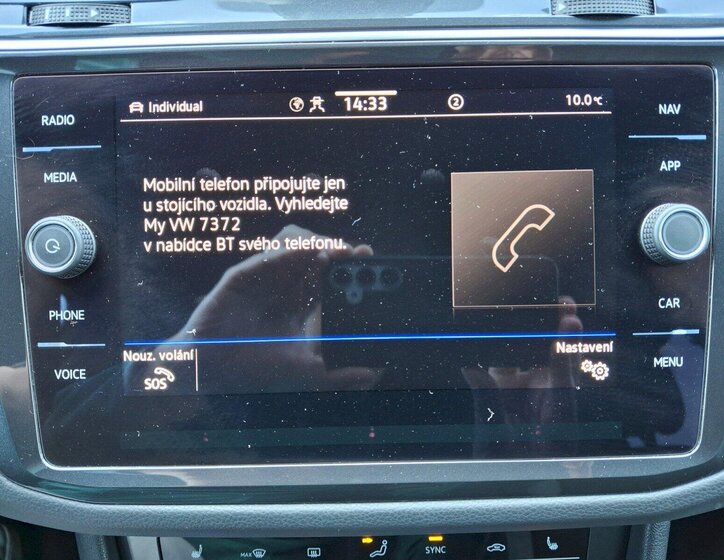 Individual
14:33
2
10.0°C
RADIO
MEDIA
PHONE
VOICE
Mobilní telefon připojujte jen
u stojícího vozidla. Vyhledejte
My VW 7372
v nabídce BT svého telefonu.
Nouz. volání
SOS
Nastavení
NAV
APP
CAR
MENU
MAX
SYNC